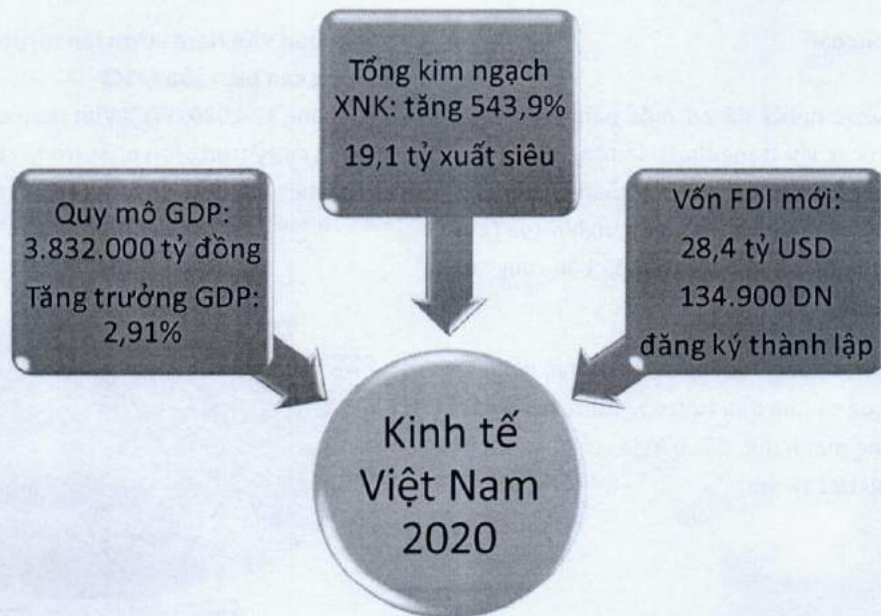 Tổng kim ngạch
XNK: tăng 543,9%
19,1 tỷ xuất siêu
Quy mô GDP:
3.832.000 tỷ đồng
Tăng trưởng GDP:
2,91%
Vốn FDI mới:
28,4 tỷ USD
134.900 DN
đăng ký thành lập
Kinh tế
Việt Nam
2020